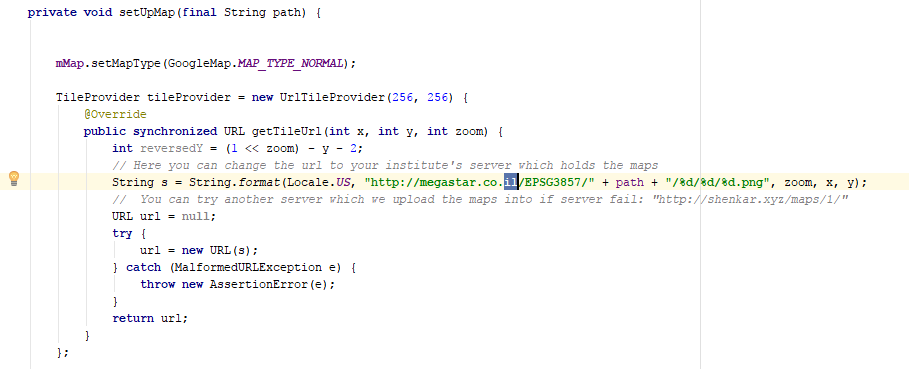 private void setUpMap(final String path) {
mMap.setMapType(GoogleMap.MAP_TYPE_NORMAL);
TileProvider tileProvider = new UrlTileProvider(256, 256) {
@Override
public synchronized URL getTileUrl(int x, int y, int zoom) {
int reversedY = (1 << zoom) - y - 2;
// Here you can change the url to your institute's server which holds the maps
String s = String.format(Locale.US, "http://megastar.co.il/EPSG3857/" + path + "/%d/%d/%d.png", zoom, x, y);
//  You can try another server which we upload the maps into if server fail: "http://shenkar.xyz/maps/1/"
URL url = null;
try {
url = new URL(s);
} catch (MalformedURLException e) {
throw new AssertionError(e);
}
return url;
}
};